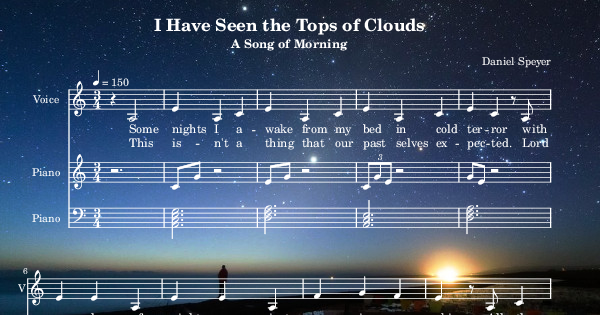 I Have Seen the Tops of Clouds
A Song of Morning
Daniel Speyer
= 150
Voice
Some nights I a - wake from my bed in cold ter - ror with
This is - n't a thing that our past selves ex - pec - ted. Lord
Piano
3
Piano
6
V